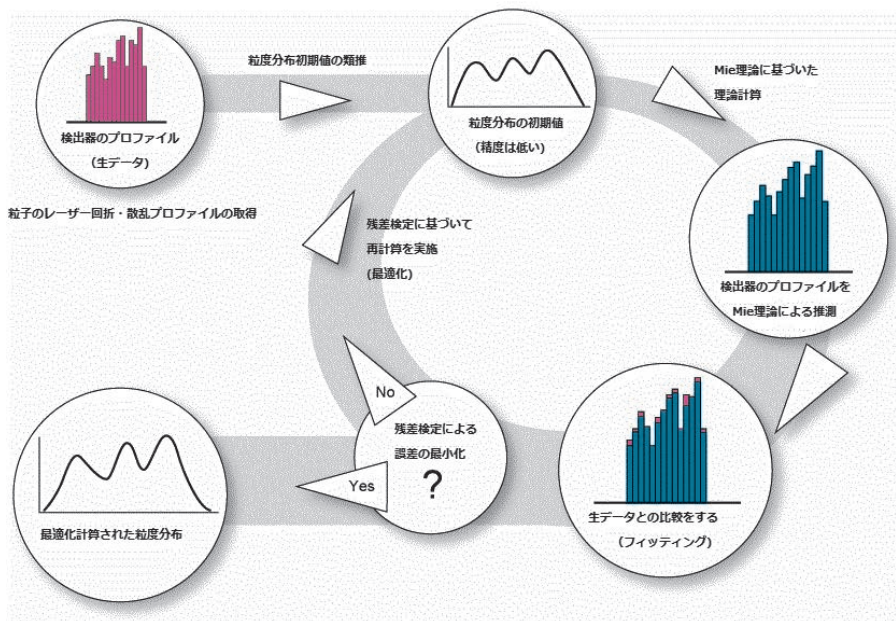 検出器のプロファイル
（生データ）
粒子のレーザー回折・散乱プロファイルの取得
粒度分布初期値の類推
粒度分布の初期値
（精度は低い）
Mie理論に基づいた
理論計算
検出器のプロファイルを
Mie理論による推測
生データとの比較をする
（フィッティング）
残差検定による
誤差の最小化
?
No
残差検定に基づいて
再計算を実施
(最適化)
Yes
最適化計算された粒度分布